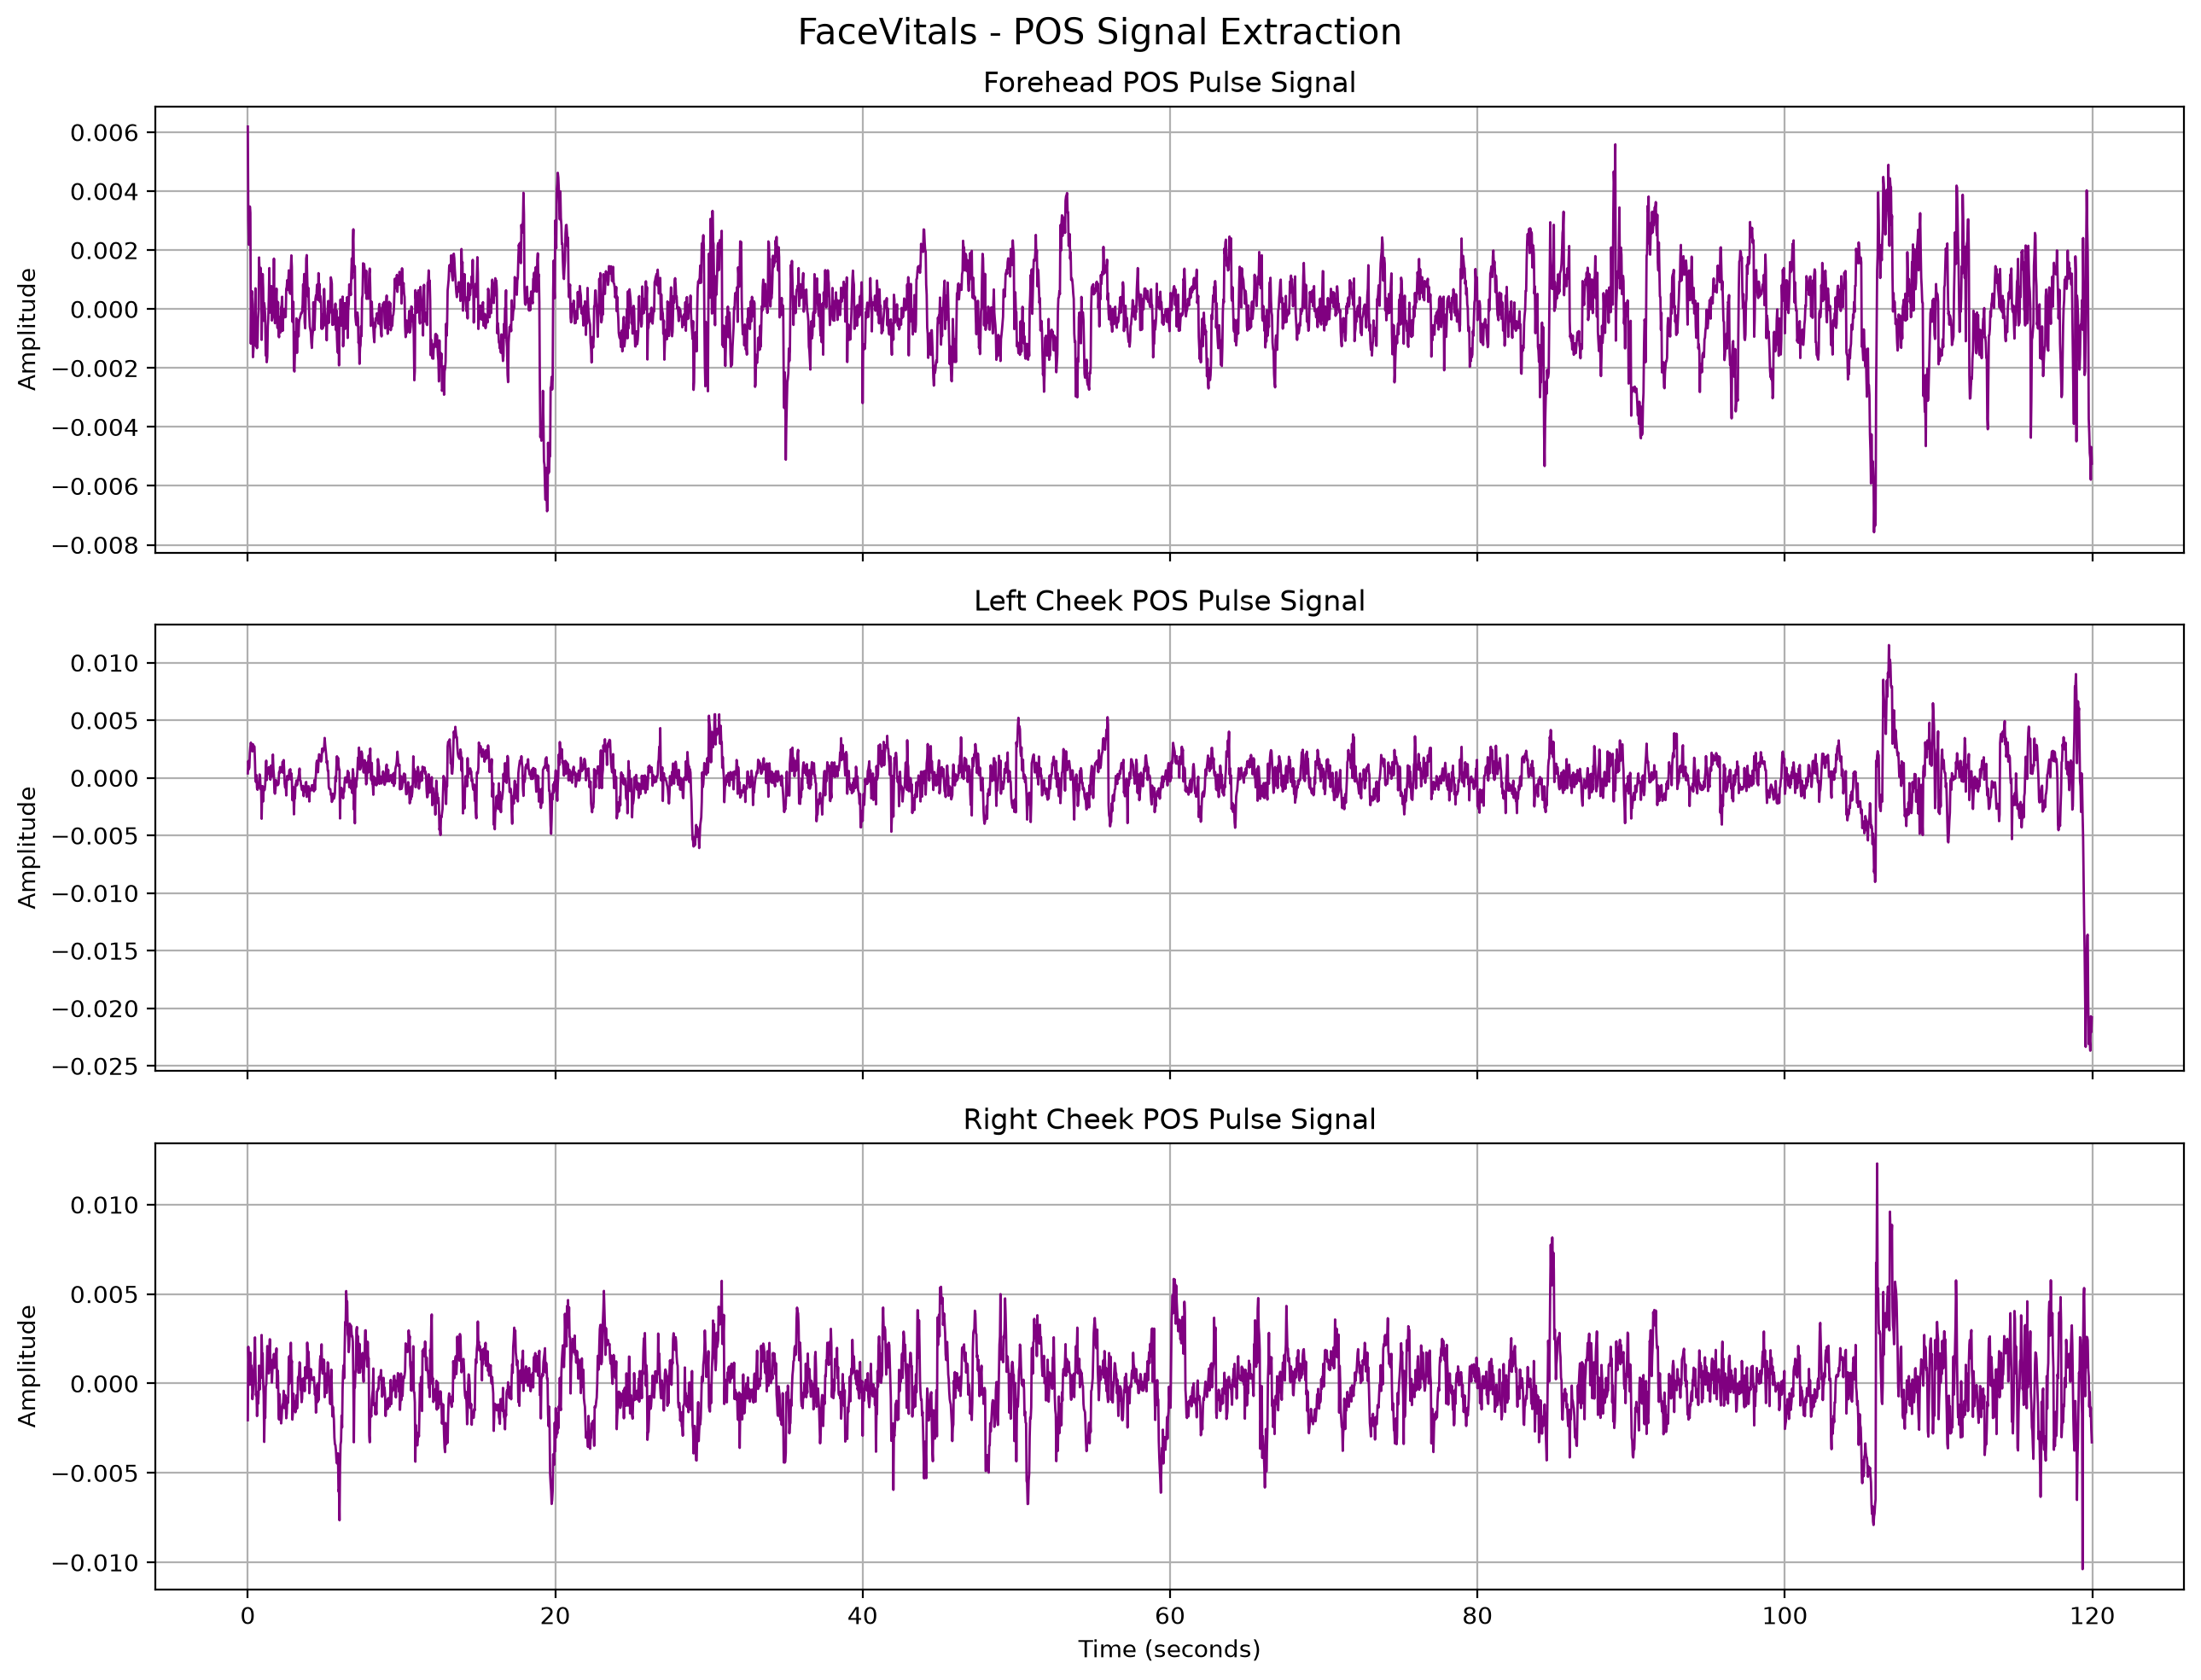 FaceVitals - POS Signal Extraction
Forehead POS Pulse Signal
Amplitude
0.006
0.004
0.002
0.000
−0.002
−0.004
−0.006
−0.008
Left Cheek POS Pulse Signal
Amplitude
0.010
0.005
0.000
−0.005
−0.010
−0.015
−0.020
−0.025
Right Cheek POS Pulse Signal
Amplitude
0.010
0.005
0.000
−0.005
−0.010
0 20 40 60 80 100 120
Time (seconds)